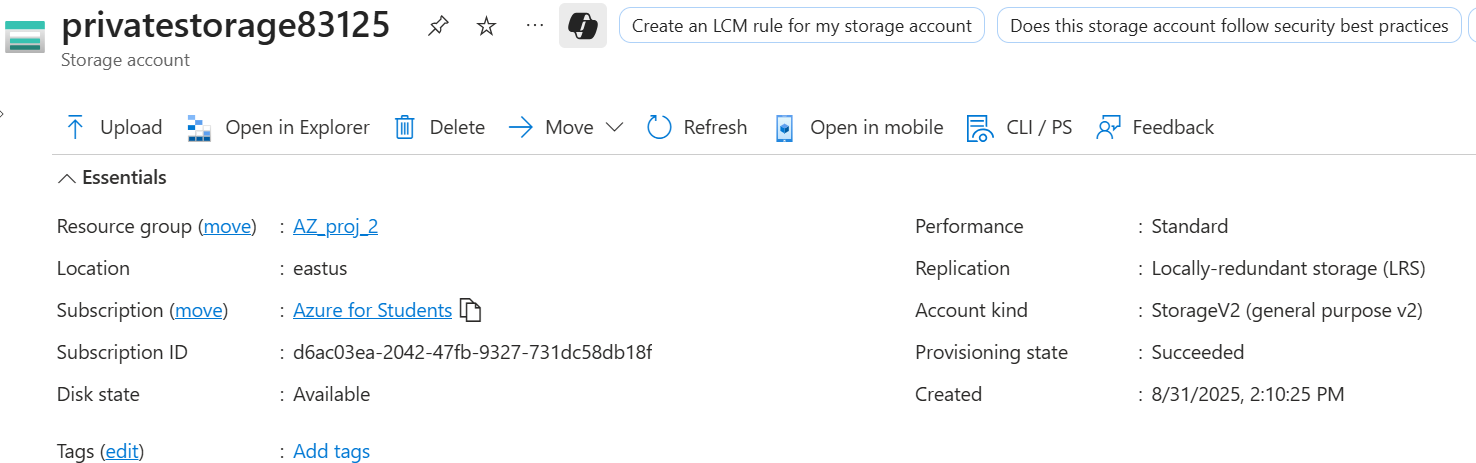 privatestorage83125 ... Create an LCM rule for my storage account Does this storage account follow security best practices
Storage account
Upload Open in Explorer Delete Move Refresh Open in mobile CLI / PS Feedback
Essentials
Resource group (move) : AZ_proj_2 Performance : Standard
Location : eastus Replication : Locally-redundant storage (LRS)
Subscription (move) : Azure for Students Account kind : StorageV2 (general purpose v2)
Subscription ID : d6ac03ea-2042-47fb-9327-731dc58db18f Provisioning state : Succeeded
Disk state : Available Created : 8/31/2025, 2:10:25 PM
Tags (edit) : Add tags